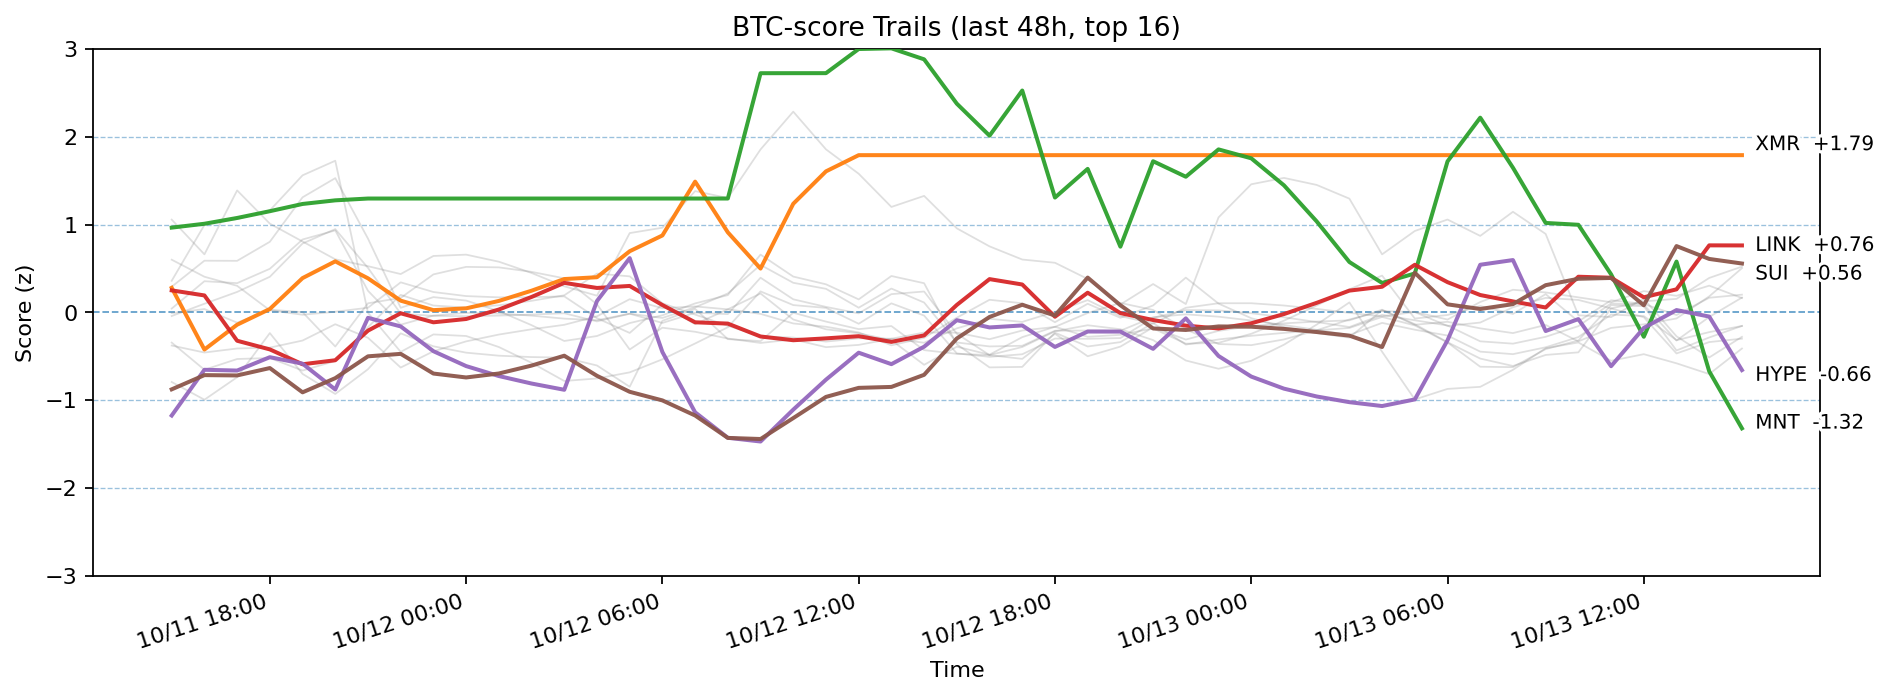 BTC-score Trails (last 48h, top 16)
Score (z)
3
2
1
0
−1
−2
−3
XMR +1.79
LINK +0.76
SUI +0.56
HYPE -0.66
MNT -1.32
10/11 18:00
10/12 00:00
10/12 06:00
10/12 12:00
10/12 18:00
10/13 00:00
10/13 06:00
10/13 12:00
Time